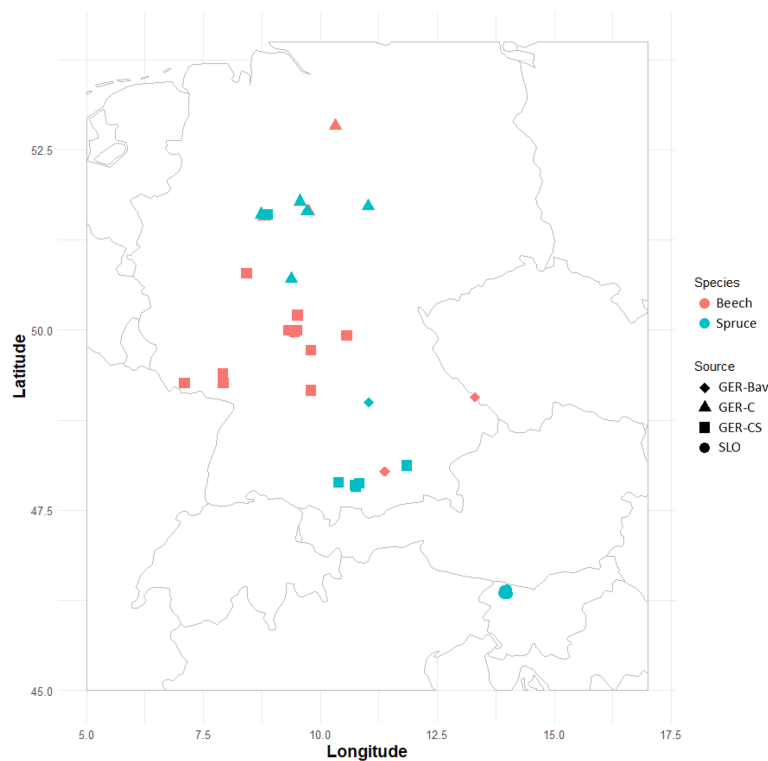 52.5
50.0
47.5
45.0
Latitude
5.0 7.5 10.0 12.5 15.0 17.5
Longitude
Species
Beech
Spruce
Source
GER-Bav
GER-C
GER-CS
SLO